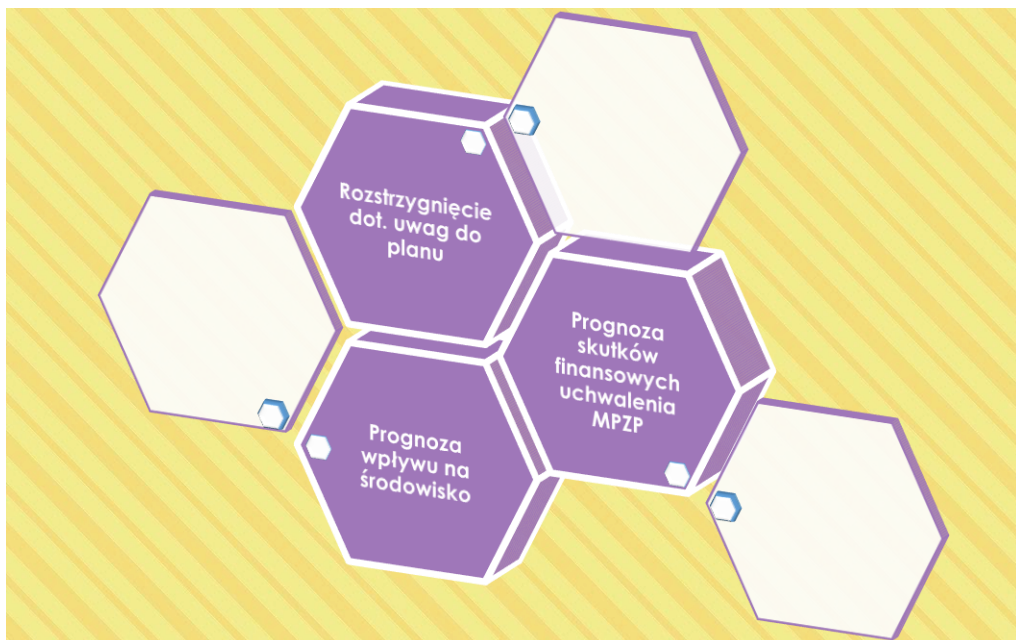 Rozstrzygnięcie
dot. uwag do
planu
Prognoza
skutków
finansowych
uchwalenia
MPZP
Prognoza
wpływu na
środowisko